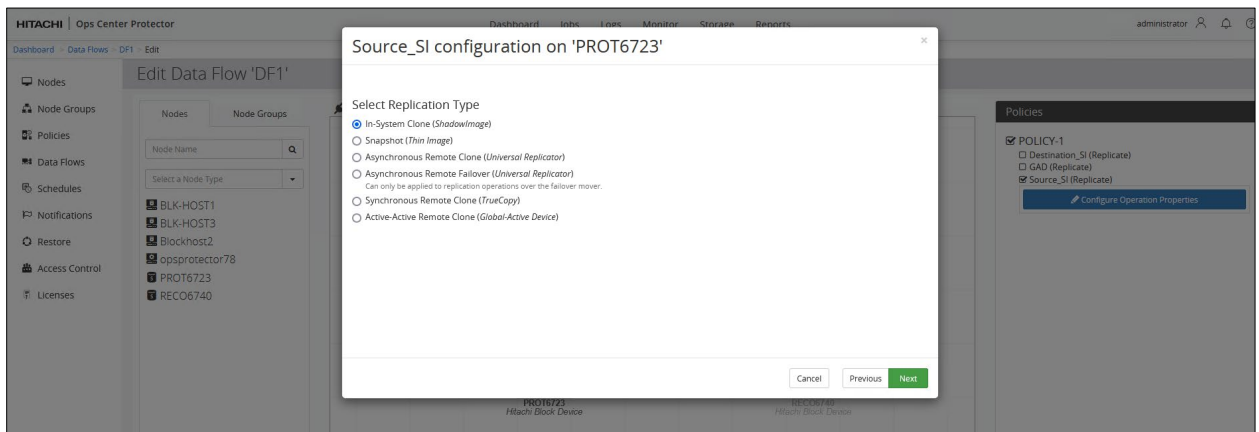 HITACHI Ops Center Protector
Dashboard Jobs Logs Monitor Storage Reports
administrator
Dashboard > Data Flows > DF1 > Edit
Edit Data Flow 'DF1'
Nodes
Node Groups
Policies
Data Flows
Schedules
Notifications
Restore
Access Control
Licenses
Nodes Node Groups
Node Name
Select a Node Type
BLK-HOST1
BLK-HOST3
Blockhost2
opsprotector78
PROT6723
RECO6740
Source_SI configuration on 'PROT6723' ×
Select Replication Type
In-System Clone (ShadowImage)
Snapshot (Thin Image)
Asynchronous Remote Clone (Universal Replicator)
Asynchronous Remote Failover (Universal Replicator)
Can only be applied to replication operations over the failover mover.
Synchronous Remote Clone (TrueCopy)
Active-Active Remote Clone (Global-Active Device)
Cancel Previous Next
PROT6723 RECO6740
Hitachi Block Device Hitachi Block Device
Policies
POLICY-1
Destination_SI (Replicate)
GAD (Replicate)
Source_SI (Replicate)
Configure Operation Properties